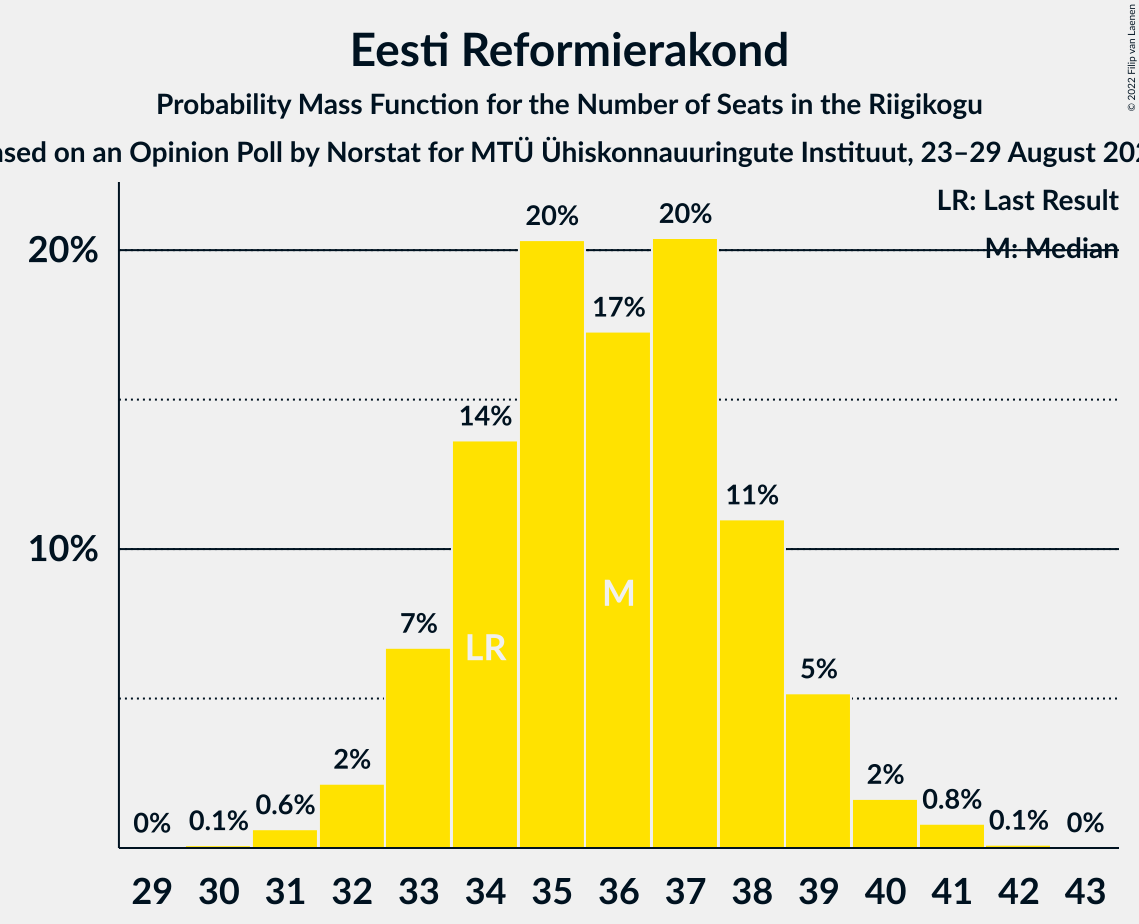 Eesti Reformierakond
Probability Mass Function for the Number of Seats in the Riigikogu
on an Opinion Poll by Norstat for MTÜ Ühiskonnauuringute Instituut, 23–29 August
© 2022 Filip van Laenen
LR: Last Result
M: Median
20%
10%
0% 0.1% 0.6% 2% 7% 14% 20% 17% 20% 11% 5% 2% 0.8% 0.1% 0%
LR M
29 30 31 32 33 34 35 36 37 38 39 40 41 42 43